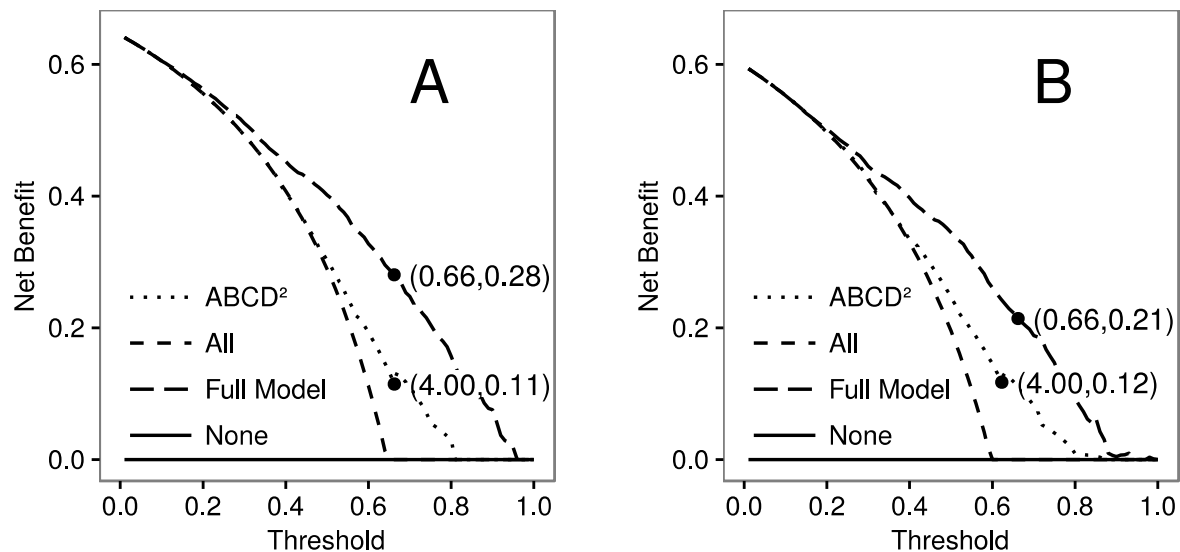 A
0.6
0.4
0.2
0.0
Net Benefit
(0.66,0.28)
ABCD²
All
(4.00,0.11)
Full Model
None
0.0 0.2 0.4 0.6 0.8 1.0
Threshold
B
0.6
0.4
0.2
0.0
Net Benefit
ABCD²
(0.66,0.21)
All
(4.00,0.12)
Full Model
None
0.0 0.2 0.4 0.6 0.8 1.0
Threshold